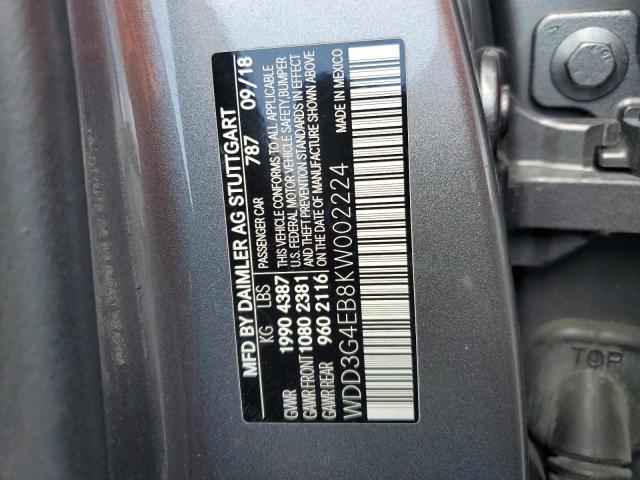 MFD BY DAIMLER AG STUTTGART
PASSENGER CAR 787 09/18
KG LBS
GVWR 1990 4387
GAWR FRONT 1080 2381
GAWR REAR 960 2116
THIS VEHICLE CONFORMS TO ALL APPLICABLE
U.S. FEDERAL MOTOR VEHICLE SAFETY,BUMPER
AND THEFT PREVENTION STANDARDS IN EFFECT
ON THE DATE OF MANUFACTURE SHOWN ABOVE
WDD3G4EB8KW002224 MADE IN MEXICO
TOP